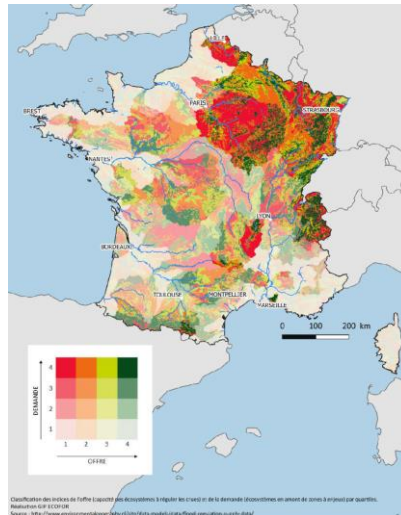 LILLE
PARIS
STRASBOURG
BREST
NANTES
LYON
BORDEAUX
TOULOUSE
MONTPELLIER
MARSEILLE
0 100 200 km
DEMANDE
4
3
2
1
1 2 3 4
OFFRE
Classification des indices de l'offre (capacité des écosystèmes à réguler les crues) et de la demande (écosystèmes en amont de zones à enjeux) par quantiles.
Réalisation
Source :